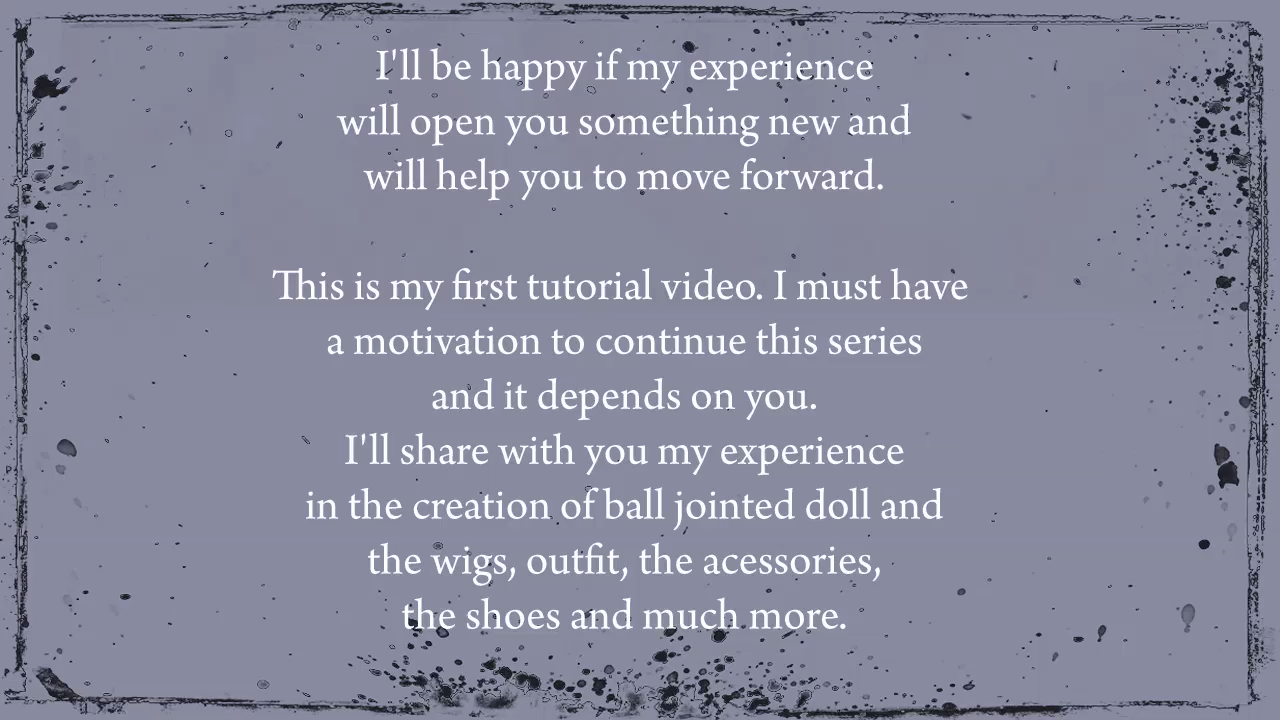 I'll be happy if my experience
will open you something new and
will help you to move forward.
This is my first tutorial video. I must have
a motivation to continue this series
and it depends on you.
I'll share with you my experience
in the creation of ball jointed doll and
the wigs, outfit, the acessories,
the shoes and much more.